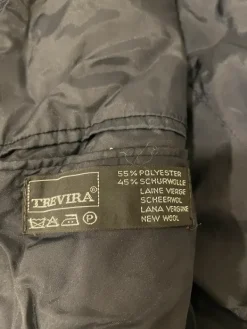 55% POLYESTER
45% SCHURWOLLE
LAINE VIERGE
SCHEERWOL
LANA VERGINE
NEW WOOL
TREVIRA®
P